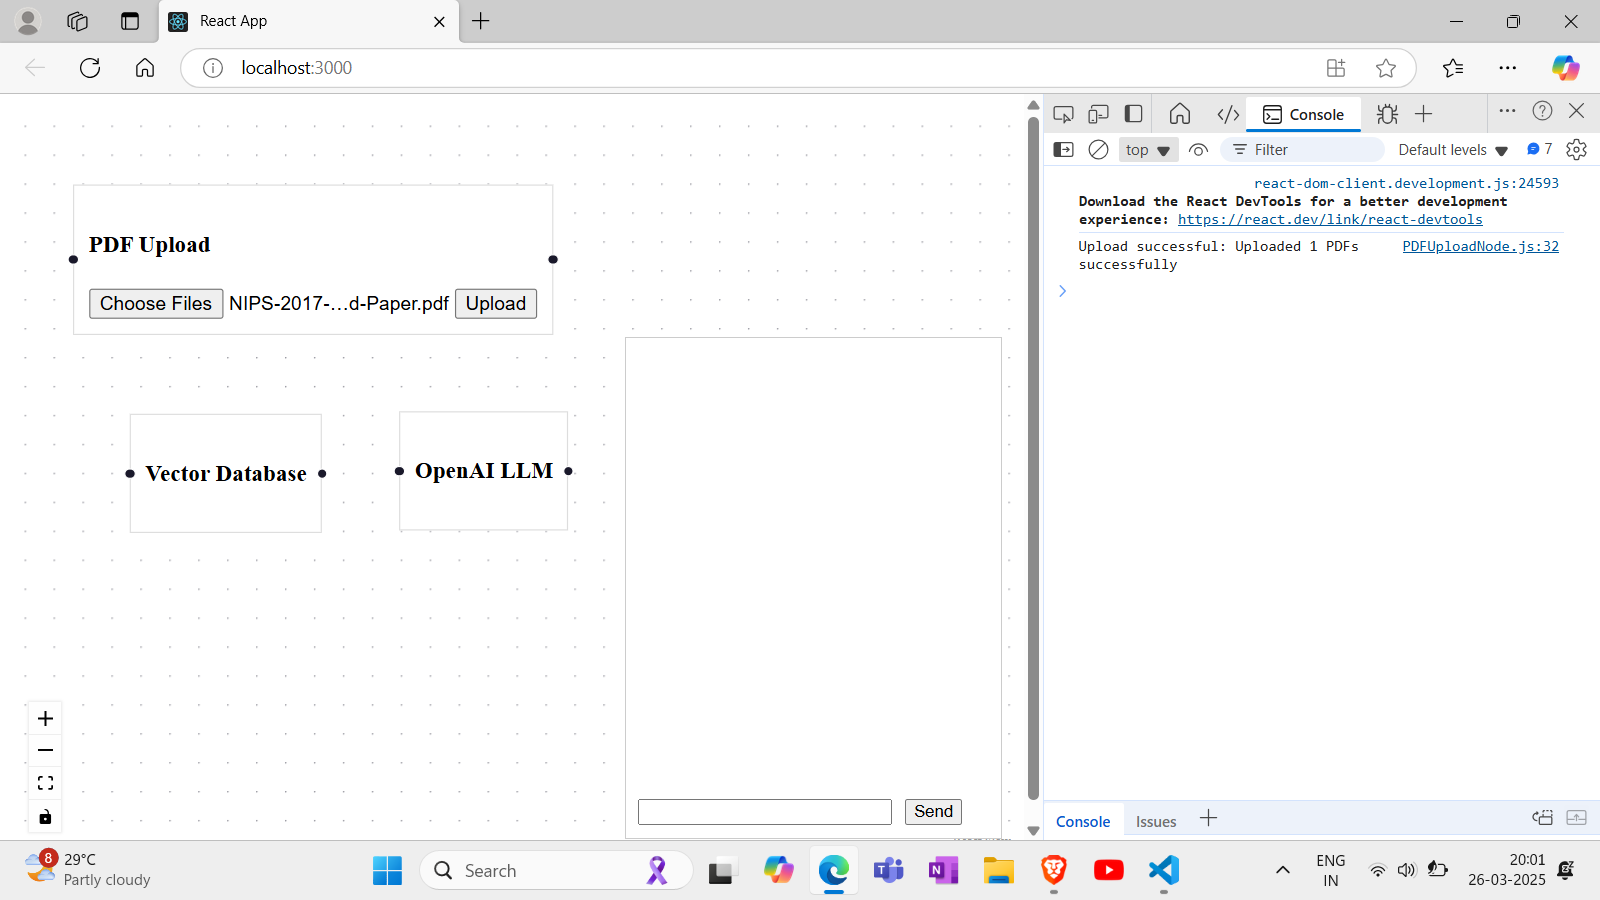 React App
localhost:3000
Console
top
Filter
Default levels
7
react-dom-client.development.js:24593
Download the React DevTools for a better development
experience: https://react.dev/link/react-devtools
Upload successful: Uploaded 1 PDFs
successfully
PDFUploadNode.js:32
PDF Upload
Choose Files NIPS-2017-...d-Paper.pdf Upload
Vector Database
OpenAI LLM
Send
Console
Issues
8
29°C
Partly cloudy
Search
ENG
IN
20:01
26-03-2025